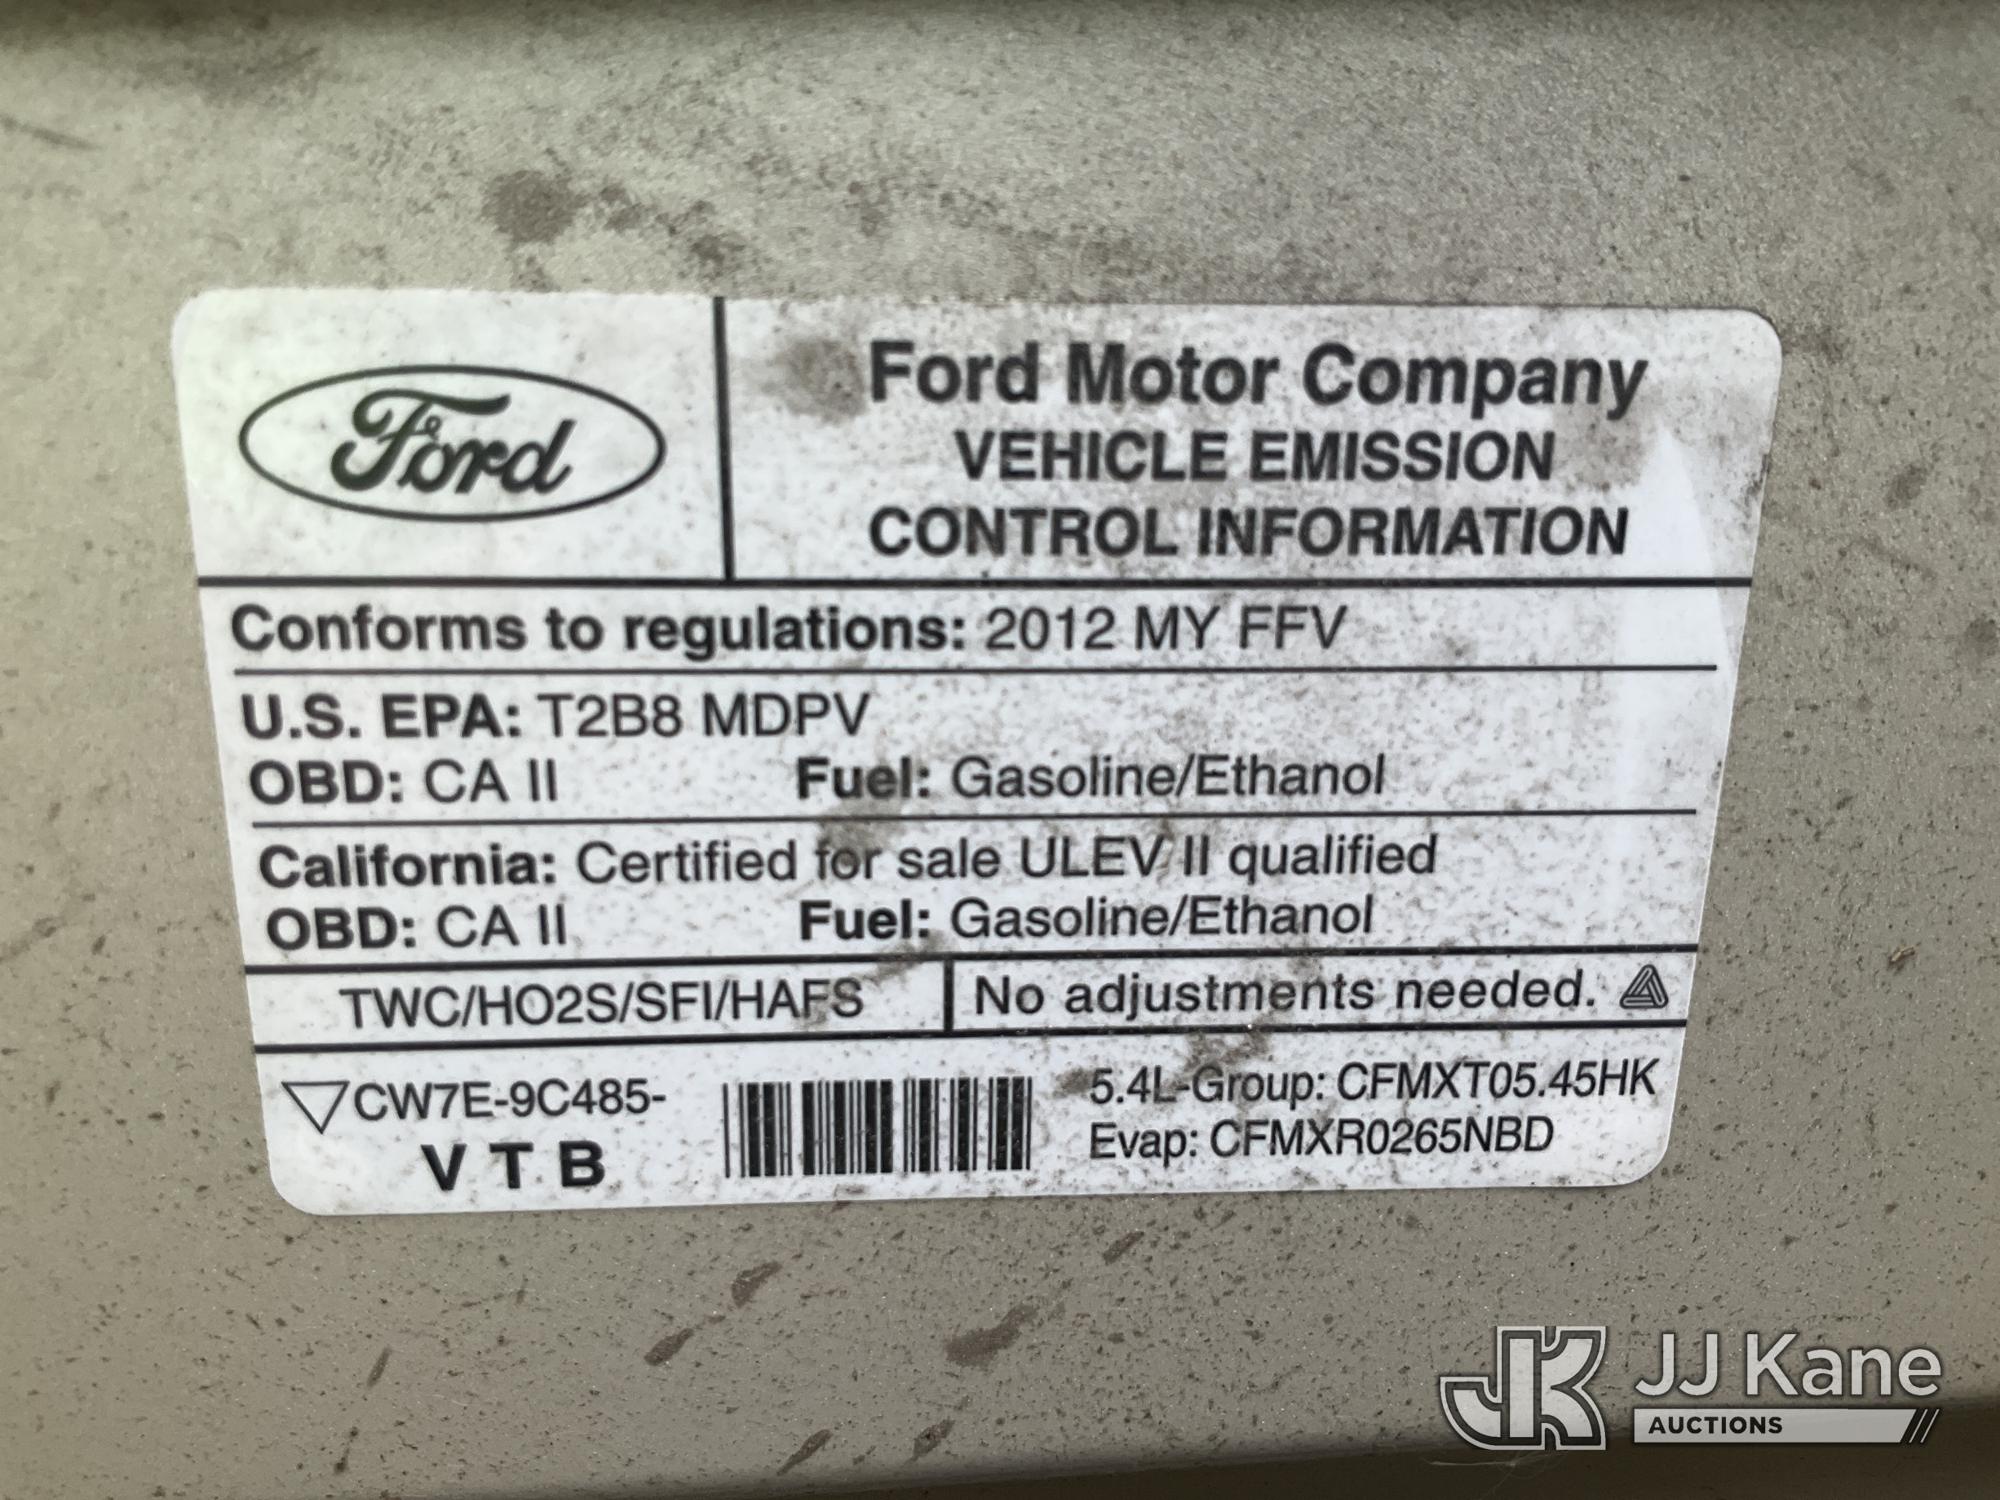 Ford
Ford Motor Company
VEHICLE EMISSION
CONTROL INFORMATION
Conforms to regulations: 2012 MY FFV
U.S. EPA: T2B8 MDPV
OBD: CA II Fuel: Gasoline/Ethanol
California: Certified for sale ULEV II qualified
OBD: CA II Fuel: Gasoline/Ethanol
TWC/HO2S/SFI/HAFS No adjustments needed.
CW7E-9C485-
V T B
5.4L-Group: CFMXT05.45HK
Evap: CFMXR0265NBD
JK JJ Kane
AUCTIONS